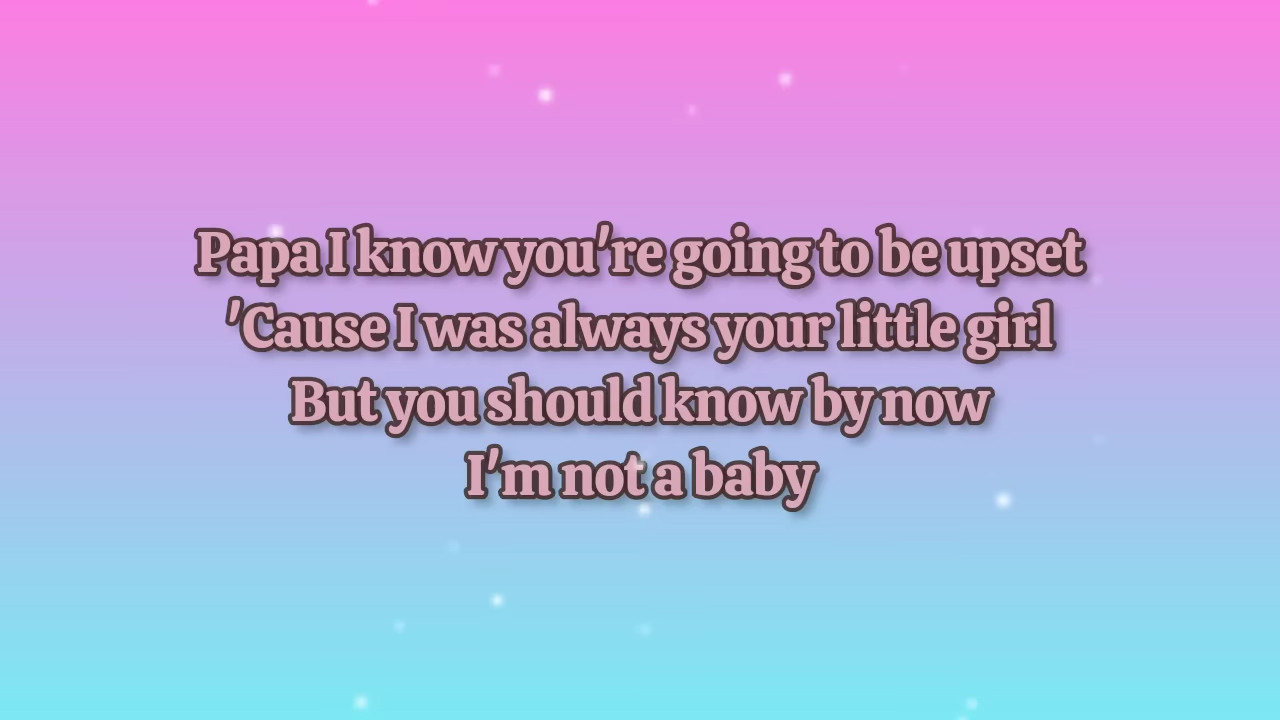 Papa I know you're going to be upset
'Cause I was always your little girl
But you should know by now
I'm not a baby